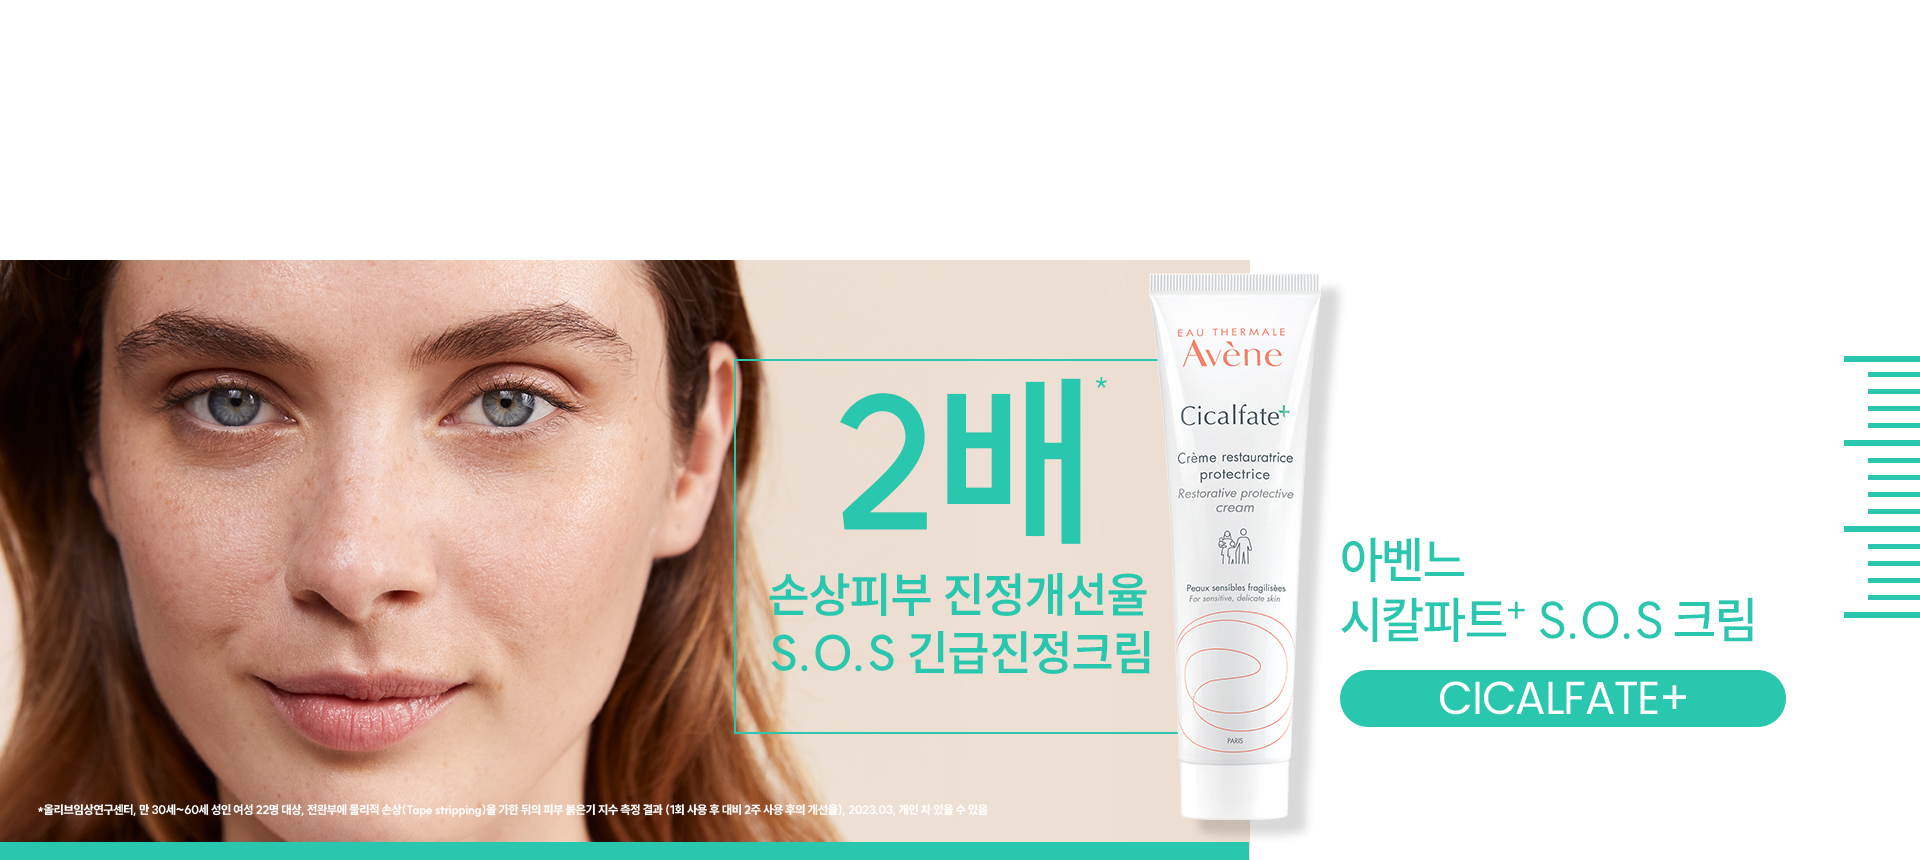 2배*
손상피부 진정개선율
S.O.S 긴급진정크림
EAU THERMALE
Avène
Cicalfate+
Crème restauratrice
protectrice
Restorative protective
cream
Peaux sensibles fragilisées
For sensitive, delicate skin
PARIS
아벤느
시칼파트+ S.O.S 크림
CICALFATE+
*올리브임상연구센터, 만 30세~60세 성인 여성 22명 대상, 전완부에 물리적 손상(Tape stripping)을 가한 뒤의 피부 붉은기 지수 측정 결과 (1회 사용 후 대비 2주 사용 후의 개선율), 2023.03, 개인 차 있을 수 있음